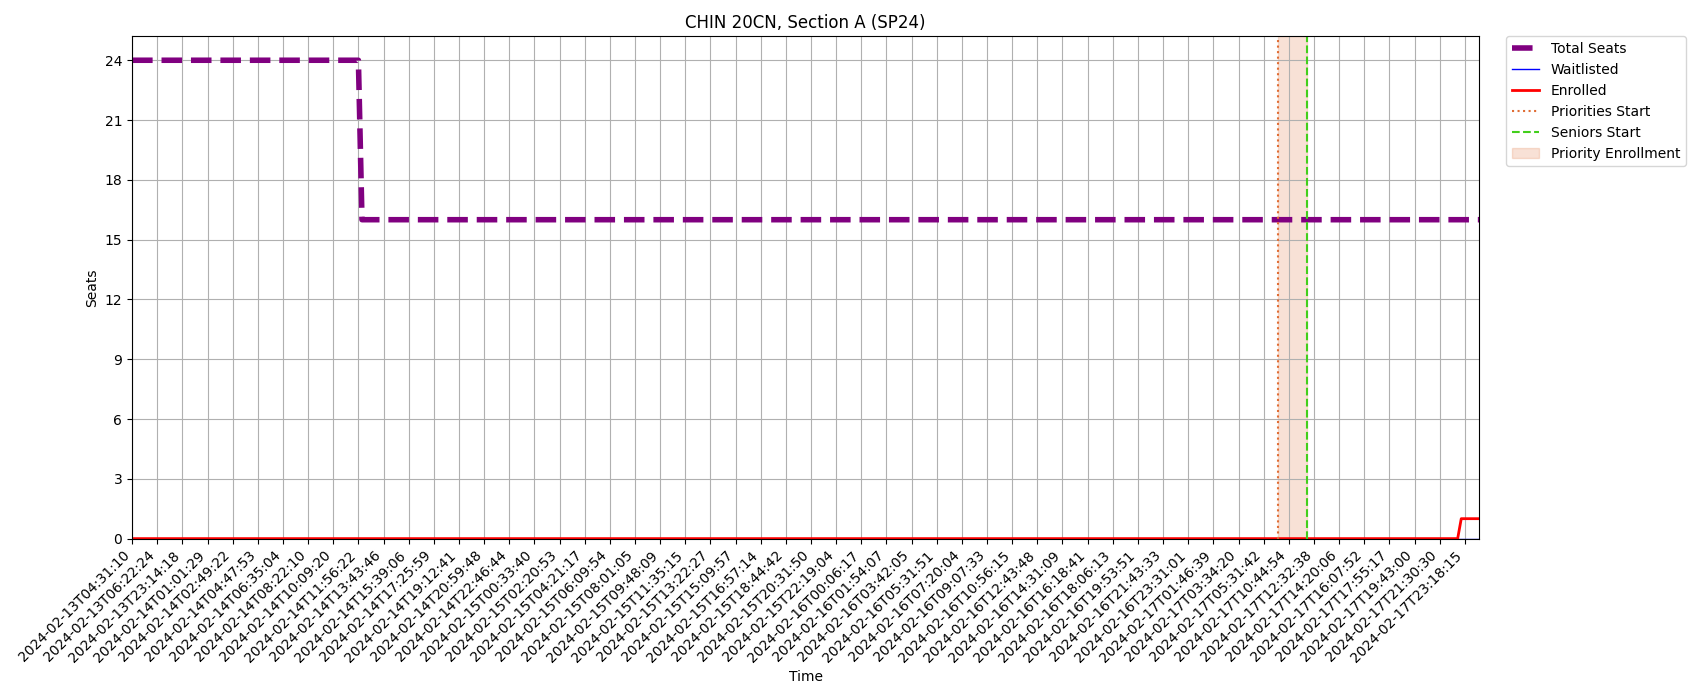 CHIN 20CN, Section A (SP24)
Total Seats
Waitlisted
Enrolled
Priorities Start
Seniors Start
Priority Enrollment
Seats
24
21
18
15
12
9
6
3
0
2024-02-13T04:31:10
2024-02-13T06:22:24
2024-02-13T23:14:18
2024-02-14T01:01:29
2024-02-14T02:49:22
2024-02-14T04:47:53
2024-02-14T06:35:04
2024-02-14T08:22:10
2024-02-14T10:09:20
2024-02-14T11:56:22
2024-02-14T13:43:46
2024-02-14T15:39:06
2024-02-14T17:25:59
2024-02-14T19:12:41
2024-02-14T20:59:48
2024-02-14T22:46:44
2024-02-15T00:33:40
2024-02-15T02:20:53
2024-02-15T04:21:17
2024-02-15T06:09:54
2024-02-15T08:01:05
2024-02-15T09:48:09
2024-02-15T11:35:15
2024-02-15T13:22:27
2024-02-15T15:09:57
2024-02-15T16:57:14
2024-02-15T18:44:42
2024-02-15T20:31:50
2024-02-15T22:19:04
2024-02-16T00:06:17
2024-02-16T01:54:07
2024-02-16T03:42:05
2024-02-16T05:31:51
2024-02-16T07:20:04
2024-02-16T09:07:33
2024-02-16T10:56:15
2024-02-16T12:43:48
2024-02-16T14:31:09
2024-02-16T16:18:41
2024-02-16T18:06:13
2024-02-16T19:53:51
2024-02-16T21:43:33
2024-02-16T23:31:01
2024-02-17T01:46:39
2024-02-17T03:34:20
2024-02-17T05:31:42
2024-02-17T10:44:54
2024-02-17T12:32:38
2024-02-17T14:20:06
2024-02-17T16:07:52
2024-02-17T17:55:17
2024-02-17T19:43:00
2024-02-17T21:30:30
2024-02-17T23:18:15
Time